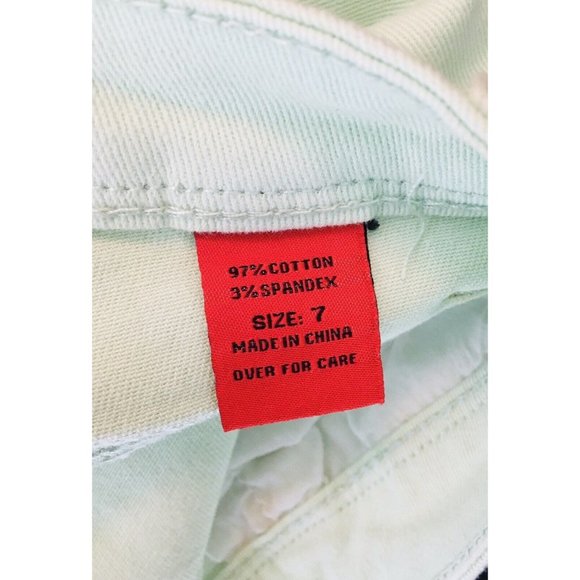 97% COTTON
3% SPANDEX
SIZE: 7
MADE IN CHINA
OVER FOR CARE